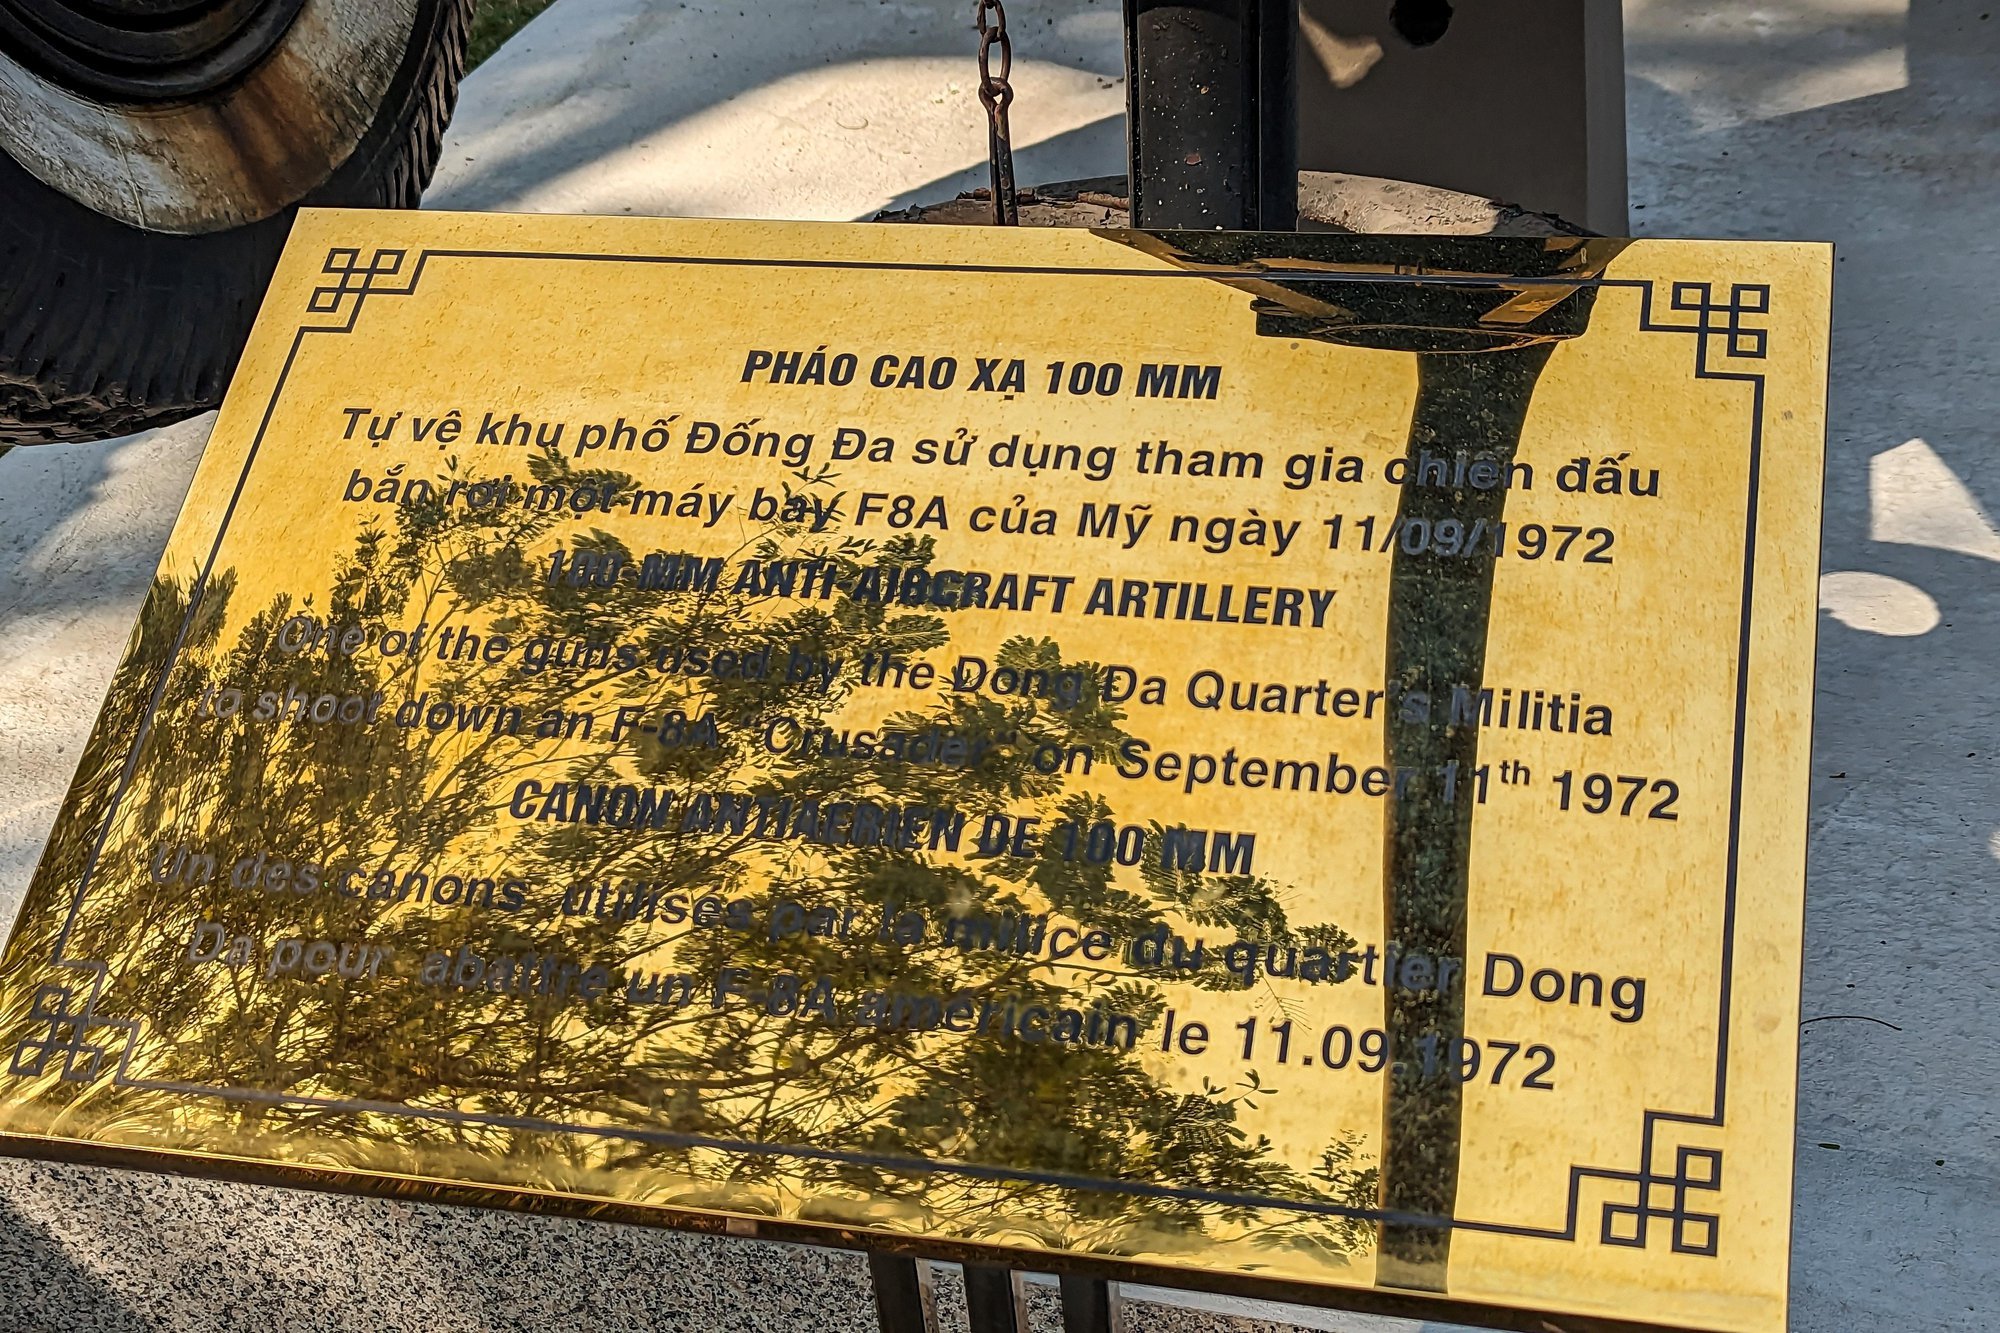 PHÁO CAO XẠ 100 MM
Tự vệ khu phố Đống Đa sử dụng tham gia chiến đấu
bắn rơi một máy bay F8A của Mỹ ngày 11/09/1972
100-MM ANTI-AIRCRAFT ARTILLERY
One of the guns used by the Đong Đa Quarter's Militia
to shoot down an F-8A "Crusader" on September 11th 1972
CANON ANTIAERIEN DE 100 MM
Un des canons utilisés par la milice du quartier Dong
Da pour abattre un F-8A américain le 11.09.1972